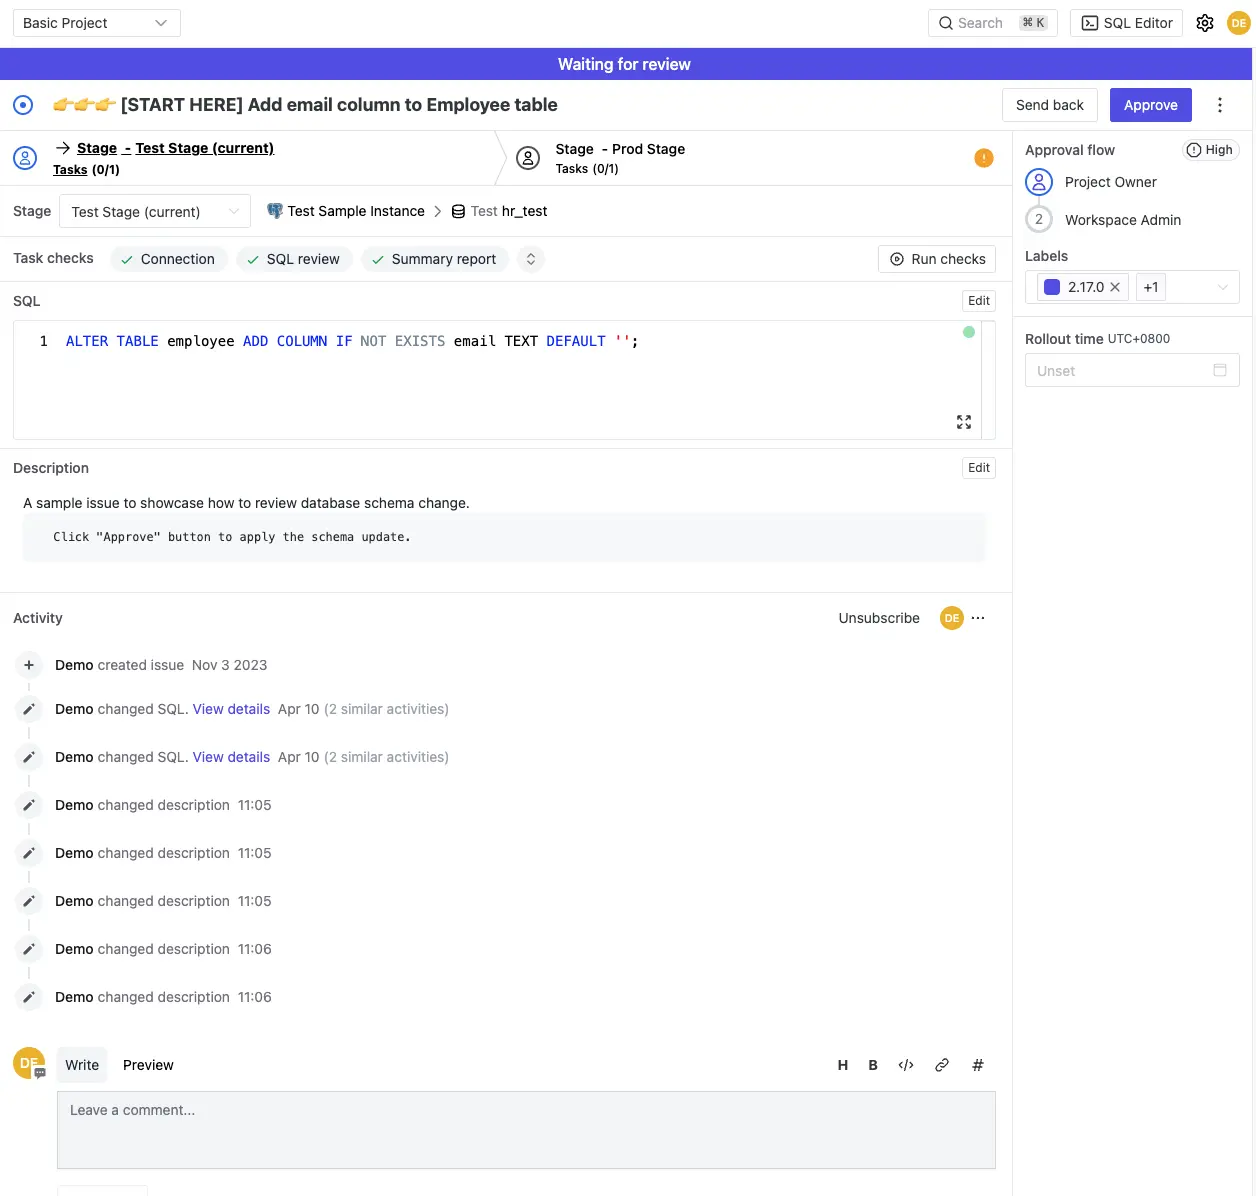 Basic Project
Search ⌘ K
SQL Editor
DE
Waiting for review
👉👉👉 [START HERE] Add email column to Employee table
Send back
Approve
→ Stage - Test Stage (current)
Tasks (0/1)
Stage - Prod Stage
Tasks (0/1)
Approval flow
High
Project Owner
2 Workspace Admin
Stage
Test Stage (current)
Test Sample Instance > Test hr_test
Task checks
Connection
SQL review
Summary report
Run checks
Labels
2.17.0
+1
SQL
Edit
1 ALTER TABLE employee ADD COLUMN IF NOT EXISTS email TEXT DEFAULT '';
Rollout time UTC+0800
Unset
Description
Edit
A sample issue to showcase how to review database schema change.
Click "Approve" button to apply the schema update.
Activity
Unsubscribe
DE
Demo created issue Nov 3 2023
Demo changed SQL. View details Apr 10 (2 similar activities)
Demo changed SQL. View details Apr 10 (2 similar activities)
Demo changed description 11:05
Demo changed description 11:05
Demo changed description 11:05
Demo changed description 11:06
Demo changed description 11:06
DE
Write
Preview
H B </> #
Leave a comment...